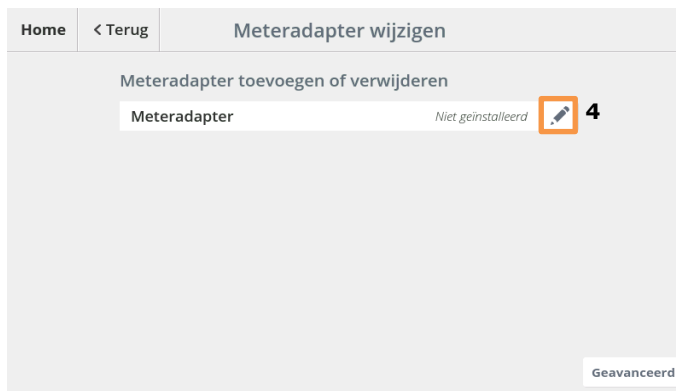 Home < Terug Meteradapter wijzigen
Meteradapter toevoegen of verwijderen
Meteradapter Niet geïnstalleerd 4
Geavanceerd